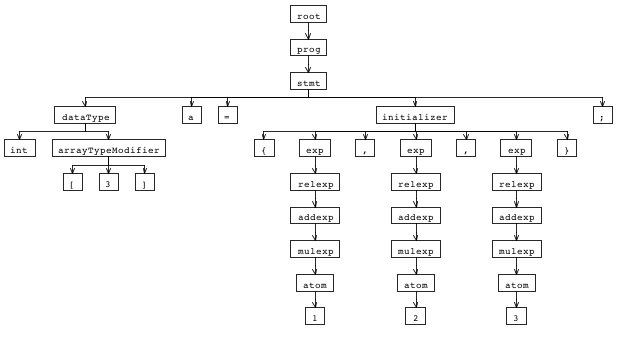 root
prog
stmt
dataType a = initializer ;
int arrayTypeModifier { exp , exp , exp }
[ 3 ] relexp relexp relexp
addexp addexp addexp
mulexp mulexp mulexp
atom atom atom
1 2 3